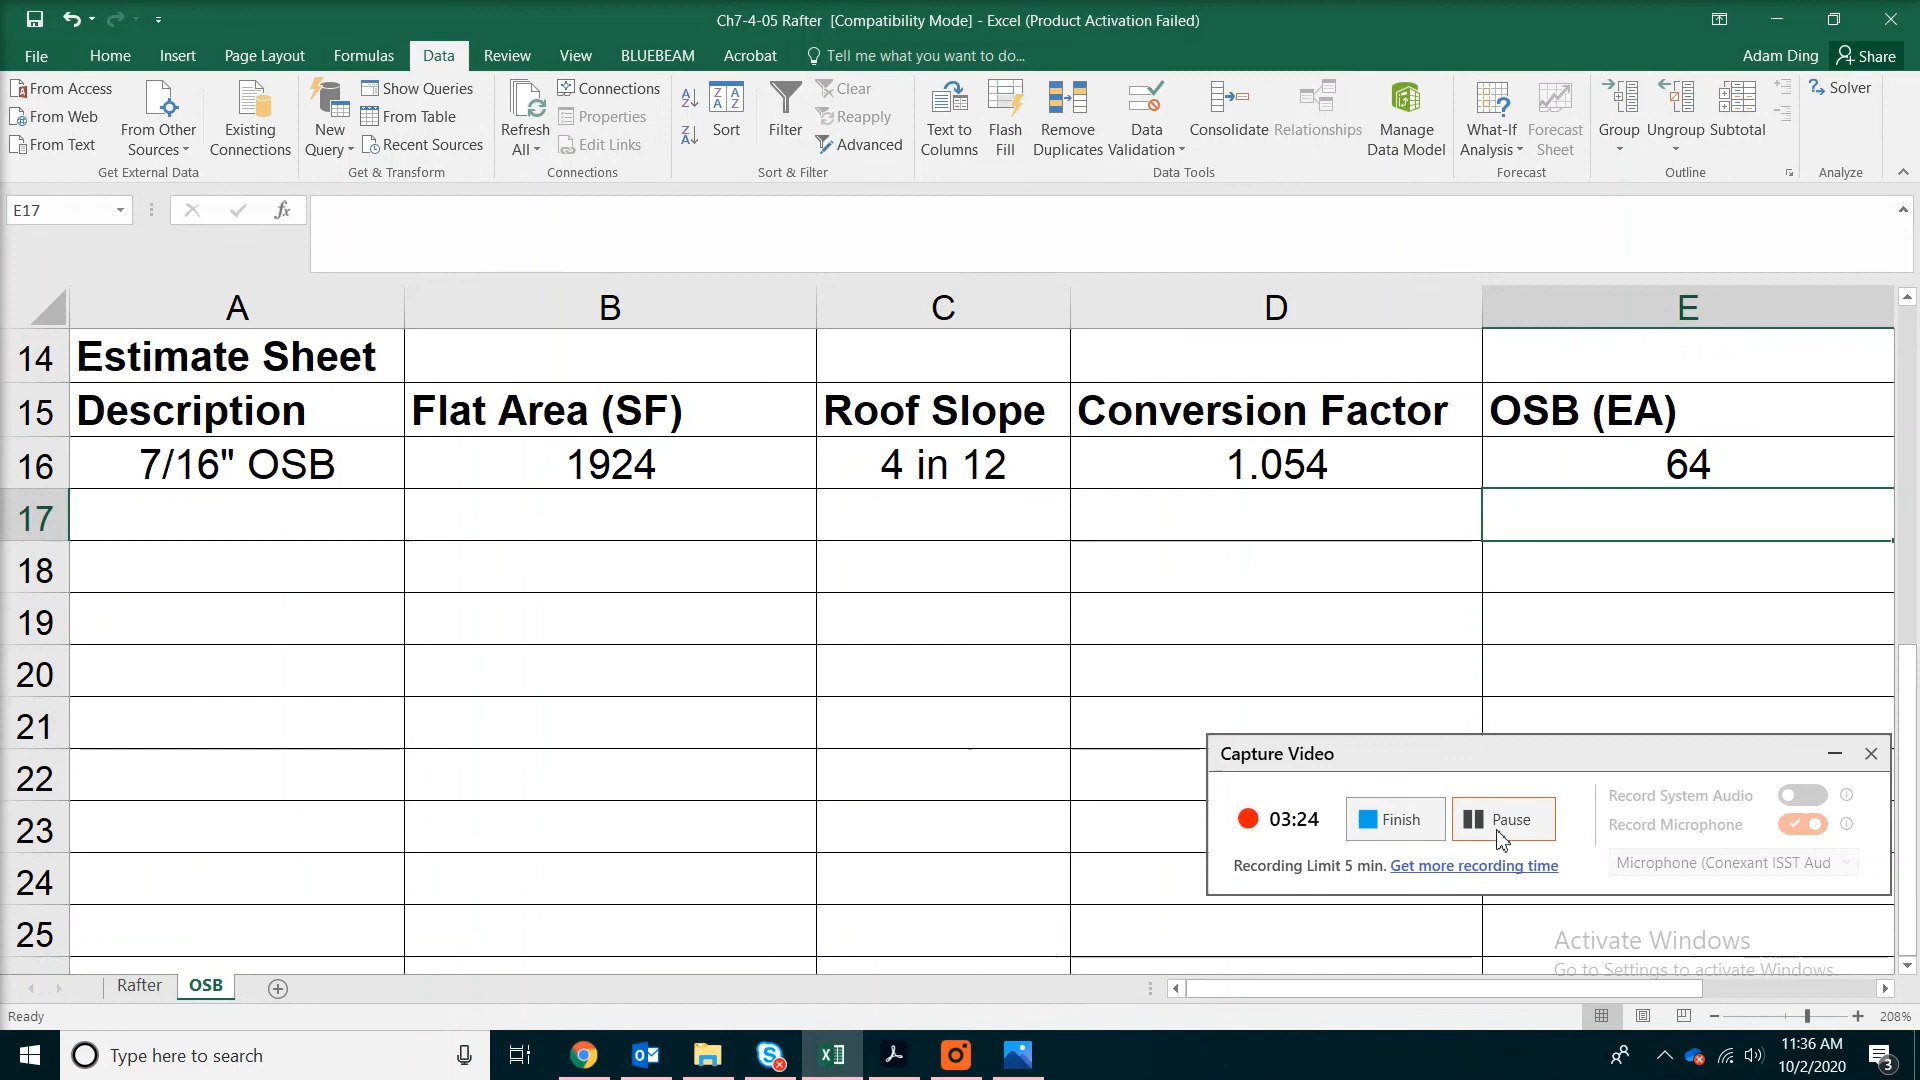 Ch7-4-05 Rafter [Compatibility Mode] - Excel (Product Activation Failed)
File Home Insert Page Layout Formulas Data Review View BLUEBEAM Acrobat Tell me what you want to do... Adam Ding Share
From Access
From Web
From Text
From Other Sources
Existing Connections
Get External Data
New Query
Show Queries
From Table
Recent Sources
Get & Transform
Refresh All
Connections
Properties
Edit Links
Connections
Sort
Filter
Clear
Reapply
Advanced
Sort & Filter
Text to Columns
Flash Fill
Remove Duplicates
Data Validation
Consolidate
Relationships
Manage Data Model
Data Tools
What-If Analysis
Forecast Sheet
Forecast
Group
Ungroup
Subtotal
Outline
Solver
Analyze
E17 fx
A B C D E
14 Estimate Sheet
15 Description Flat Area (SF) Roof Slope Conversion Factor OSB (EA)
16 7/16" OSB 1924 4 in 12 1.054 64
17
18
19
20
21
22
23
24
25
Capture Video
03:24 Finish Pause
Recording Limit 5 min. Get more recording time
Record System Audio
Record Microphone
Microphone (Conexant ISST Aud
Activate Windows
Go to Settings to activate Windows.
Rafter OSB
Ready 208%
Type here to search
11:36 AM
10/2/2020
3